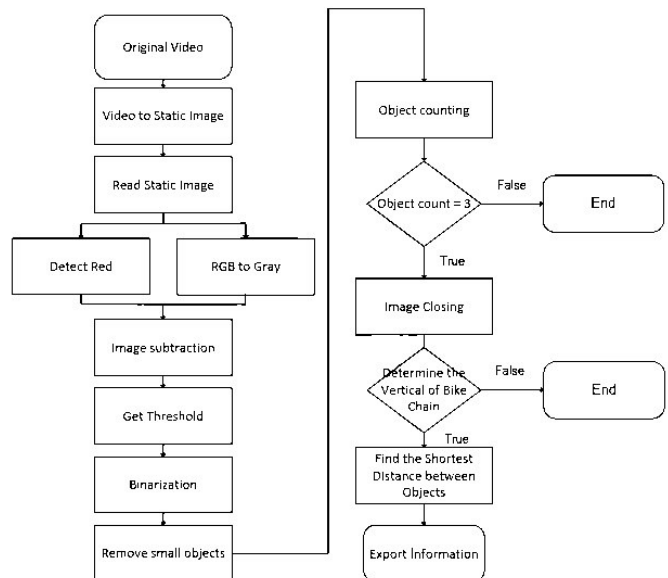 Original Video
Video to Static Image
Read Static Image
Detect Red
RGB to Gray
Image subtraction
Get Threshold
Binarization
Remove small objects
Object counting
Object count = 3
False
End
True
Image Closing
Determine the
Vertical of Bike
Chain
False
End
True
Find the Shortest
Distance between
Objects
Export Information